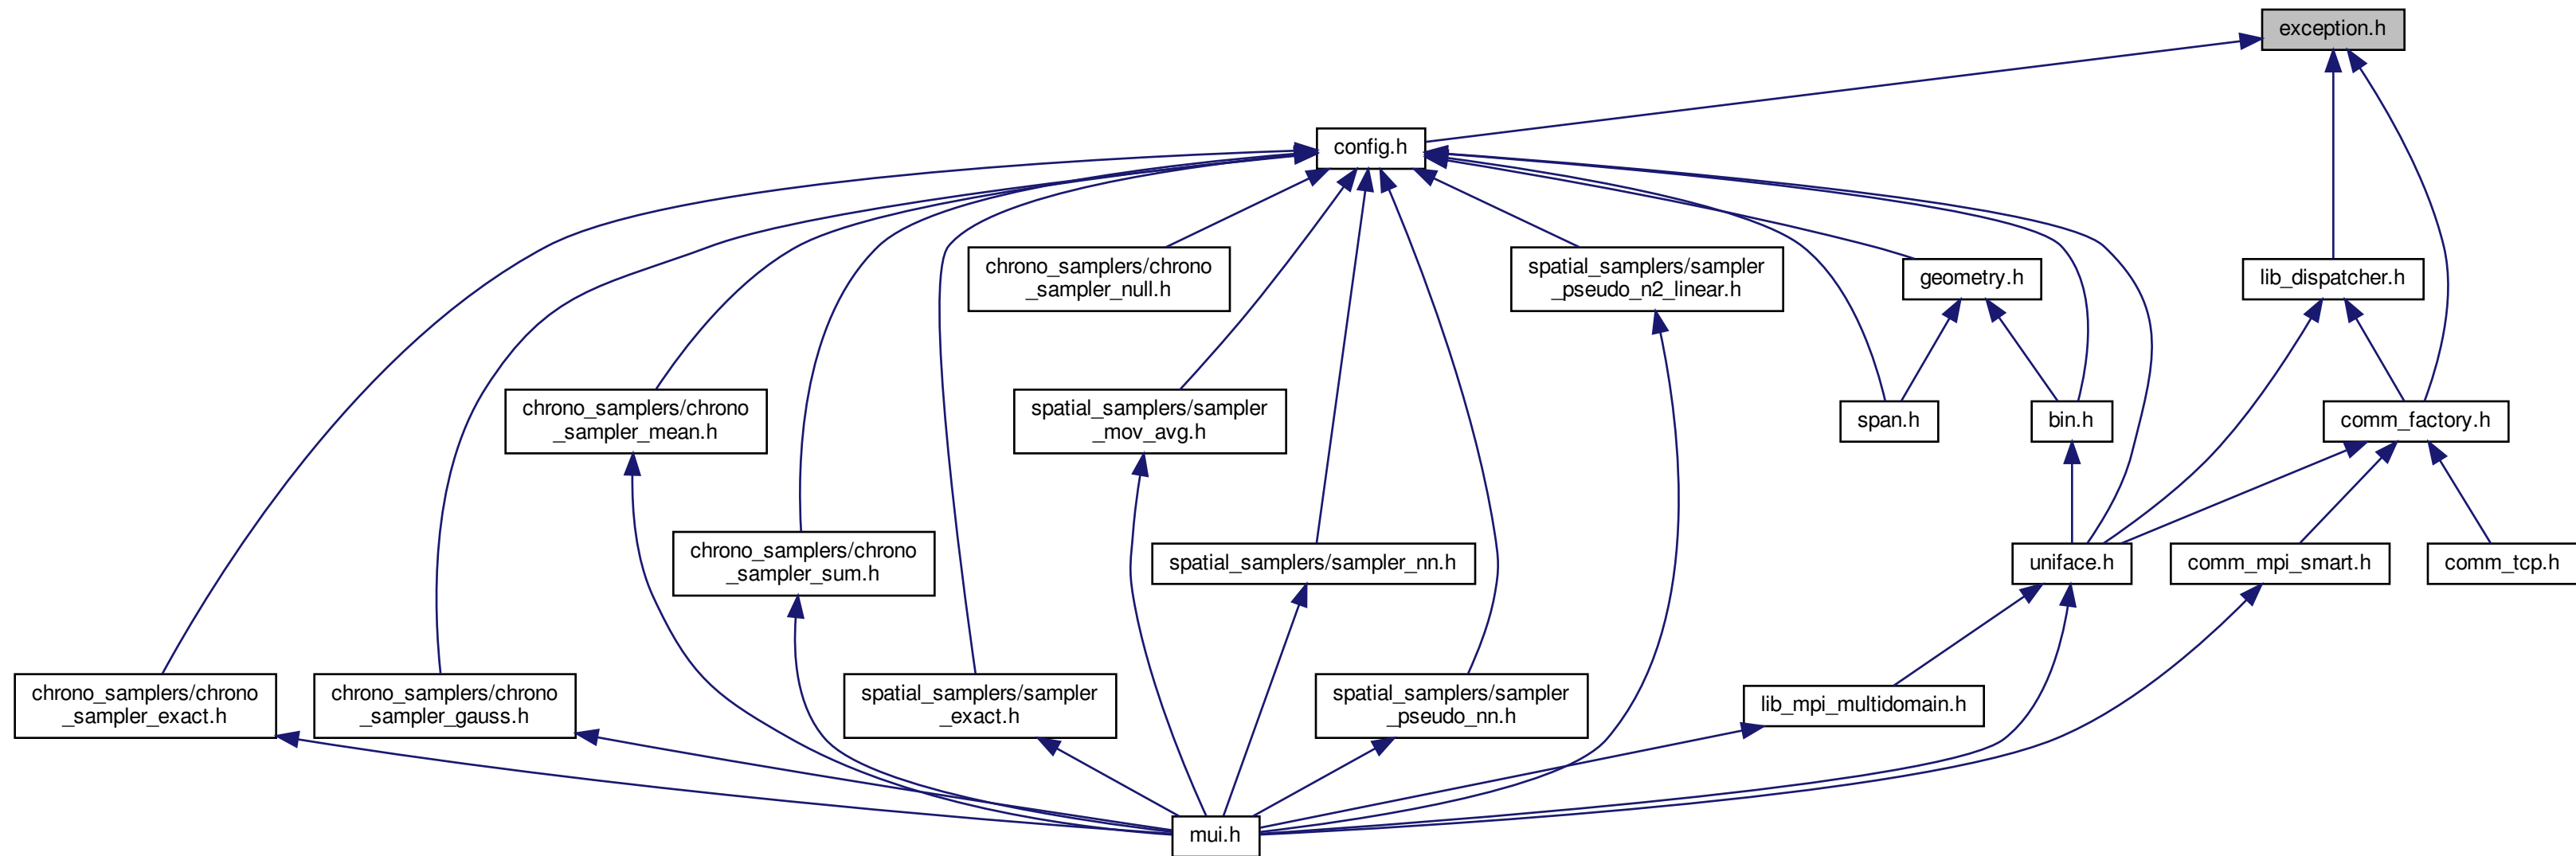 exception.h
config.h
chrono_samplers/chrono
_sampler_null.h
spatial_samplers/sampler
_pseudo_n2_linear.h
geometry.h
lib_dispatcher.h
chrono_samplers/chrono
_sampler_mean.h
spatial_samplers/sampler
_mov_avg.h
span.h
bin.h
comm_factory.h
chrono_samplers/chrono
_sampler_sum.h
spatial_samplers/sampler_nn.h
uniface.h
comm_mpi_smart.h
comm_tcp.h
chrono_samplers/chrono
_sampler_exact.h
chrono_samplers/chrono
_sampler_gauss.h
spatial_samplers/sampler
_exact.h
spatial_samplers/sampler
_pseudo_nn.h
lib_mpi_multidomain.h
mui.h